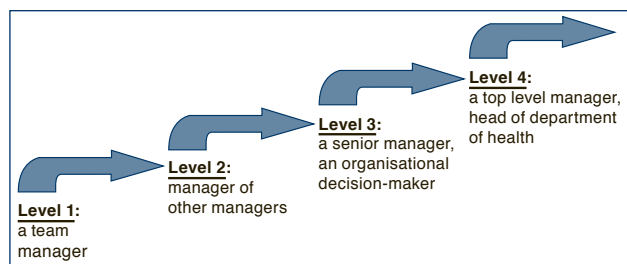 Level 1:
a team
manager
Level 2:
manager of
other managers
Level 3:
a senior manager,
an organisational
decision-maker
Level 4:
a top level manager,
head of department
of health